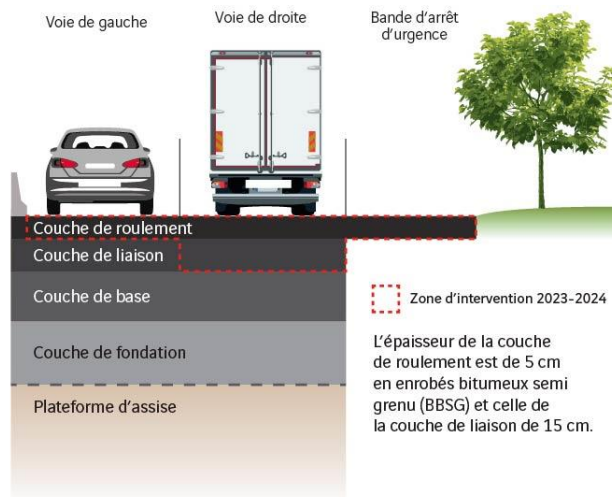 Voie de gauche
Voie de droite
Bande d'arrêt
d'urgence
Couche de roulement
Couche de liaison
Couche de base
Couche de fondation
Plateforme d'assise
Zone d'intervention 2023-2024
L'épaisseur de la couche
de roulement est de 5 cm
en enrobés bitumeux semi
grenu (BBSG) et celle de
la couche de liaison de 15 cm.